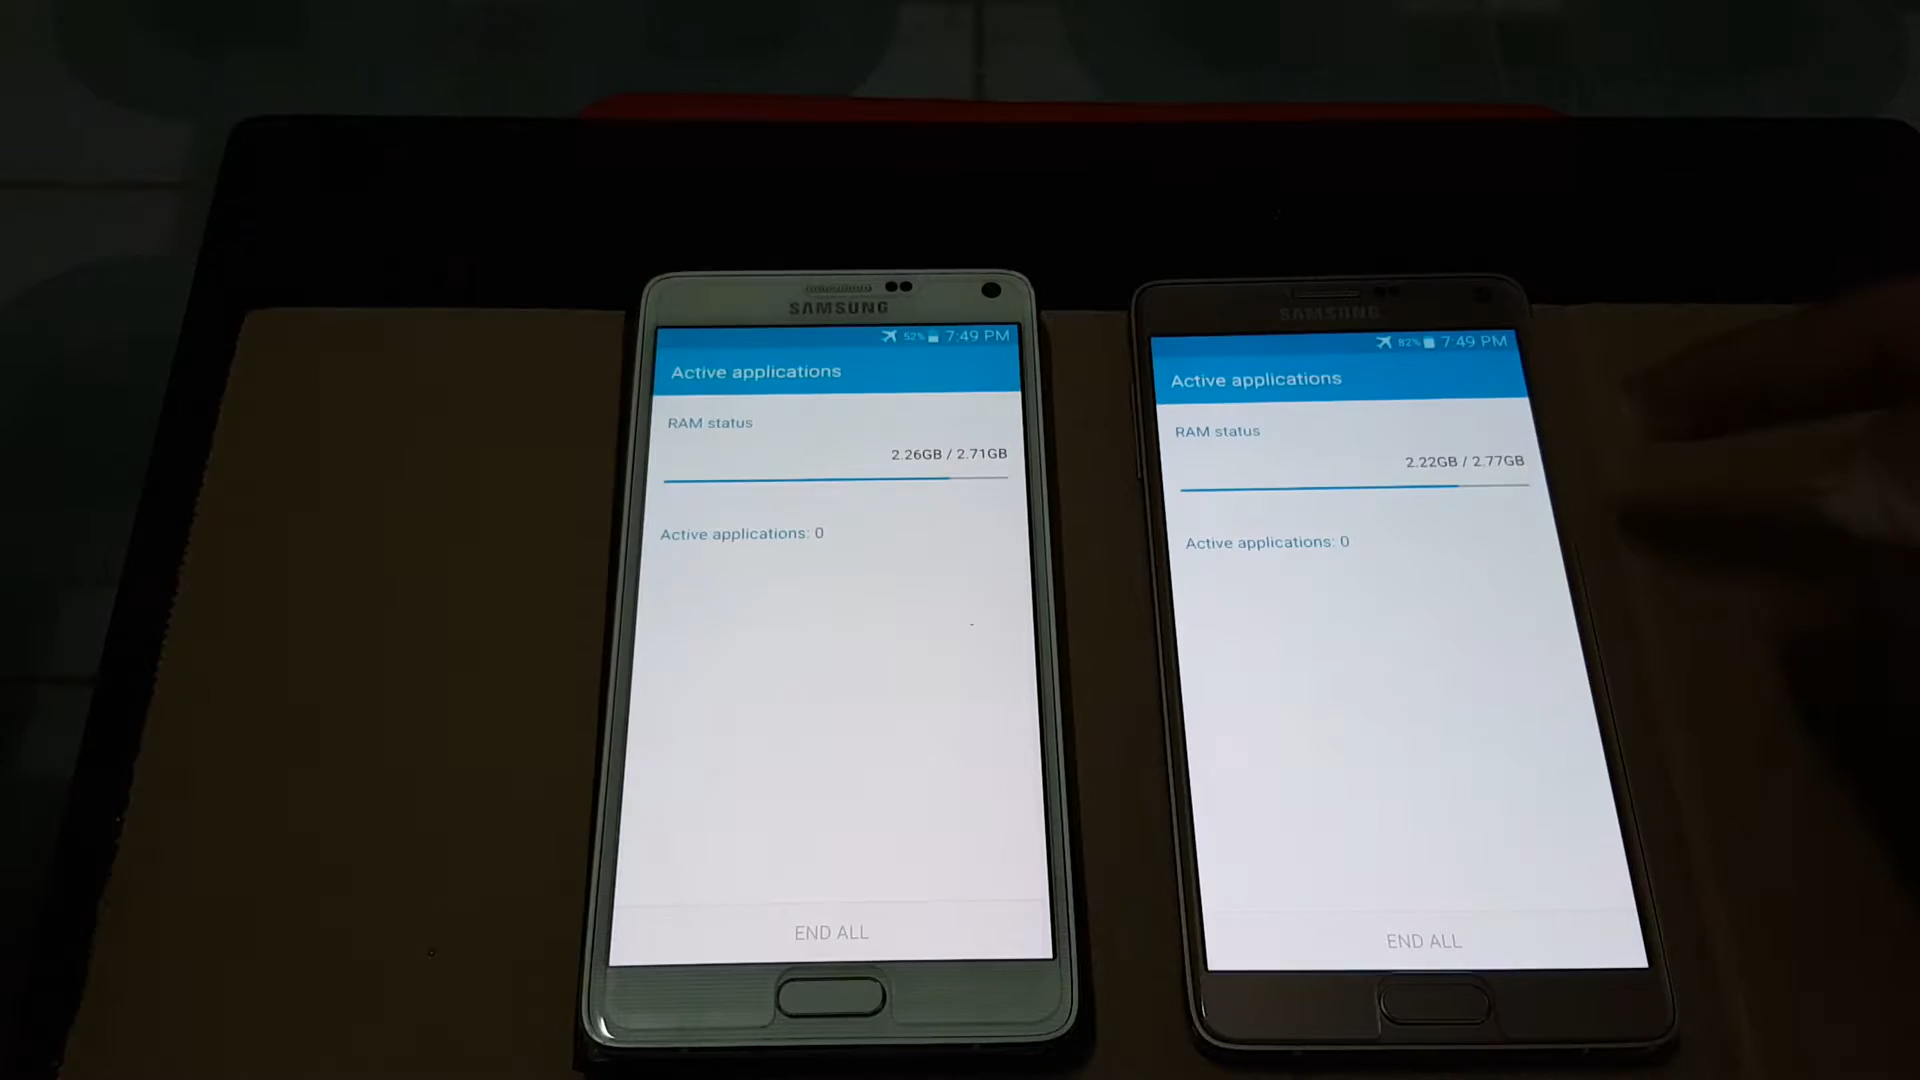 SAMSUNG
52% 7:49 PM
Active applications
RAM status
2.26GB / 2.71GB
Active applications: 0
END ALL
SAMSUNG
82% 7:49 PM
Active applications
RAM status
2.22GB / 2.77GB
Active applications: 0
END ALL